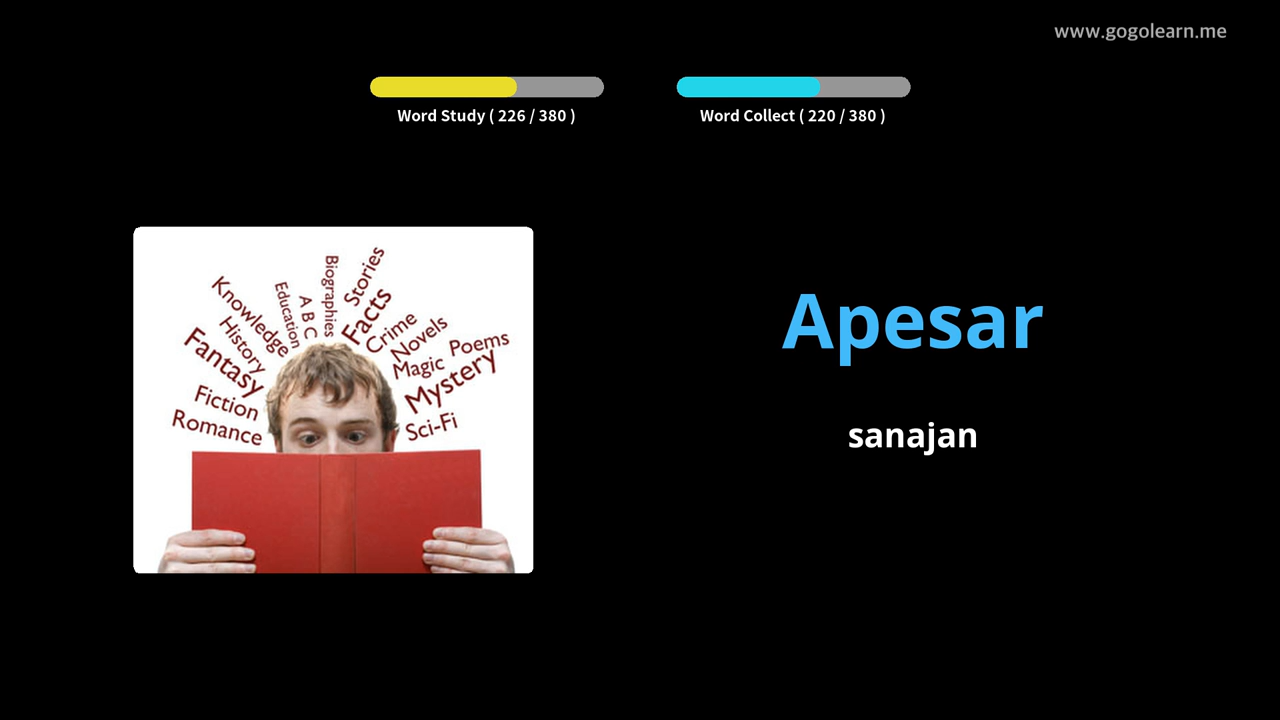 www.gogolearn.me
Word Study ( 226 / 380 )
Word Collect ( 220 / 380 )
Biographies
Stories
Education
A B C
Facts
Knowledge
Crime
History
Novels
Fantasy
Magic
Poems
Mystery
Fiction
Romance
Sci-Fi
Apesar
sanajan